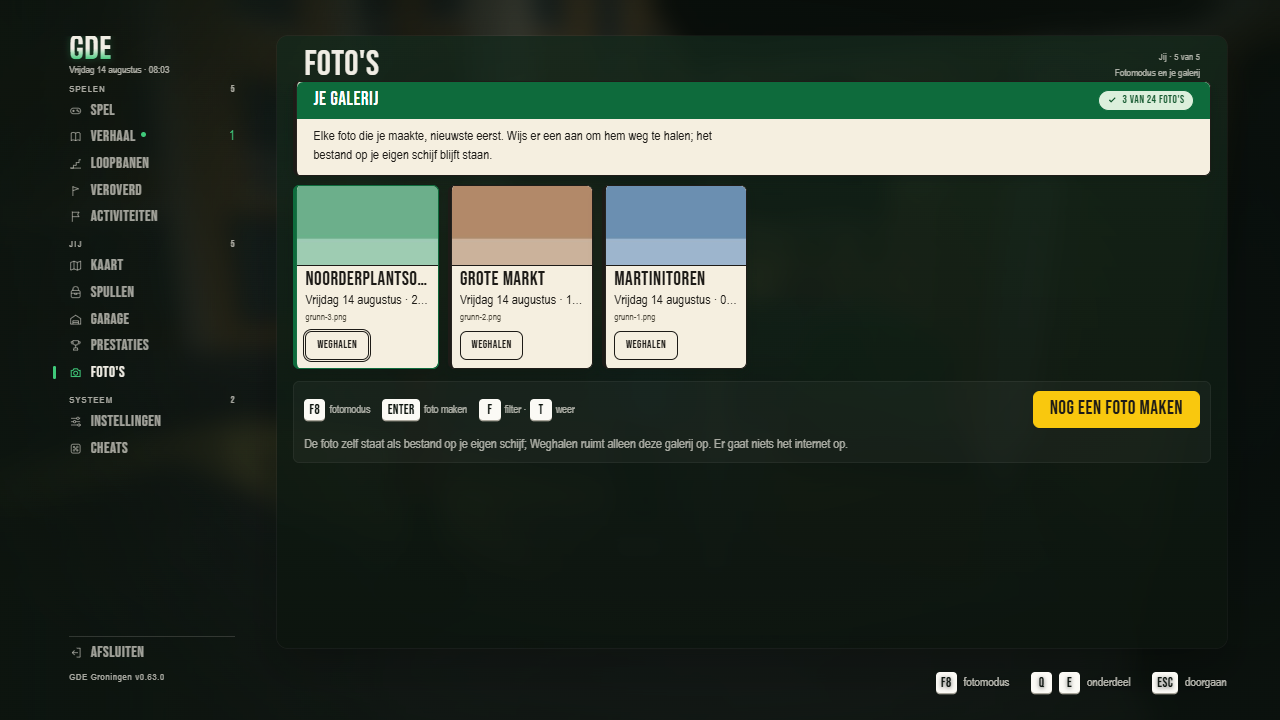 GDE
Vrijdag 14 augustus · 08:03
SPELEN 5
SPEL
VERHAAL 1
LOOPBANEN
VEROVERD
ACTIVITEITEN
JIJ 5
KAART
SPULLEN
GARAGE
PRESTATIES
FOTO'S
SYSTEEM 2
INSTELLINGEN
CHEATS
AFSLUITEN
GDE Groningen v0.63.0
FOTO'S
Jij · 5 van 5
Fotomodus en je galerij
JE GALERIJ
3 VAN 24 FOTO'S
Elke foto die je maakte, nieuwste eerst. Wijs er een aan om hem weg te halen; het
bestand op je eigen schijf blijft staan.
NOORDERPLANTSO...
Vrijdag 14 augustus · 2...
grunn-3.png
WEGHALEN
GROTE MARKT
Vrijdag 14 augustus · 1...
grunn-2.png
WEGHALEN
MARTINITOREN
Vrijdag 14 augustus · 0...
grunn-1.png
WEGHALEN
F8 fotomodus ENTER foto maken F filter · T weer
NOG EEN FOTO MAKEN
De foto zelf staat als bestand op je eigen schijf; Weghalen ruimt alleen deze galerij op. Er gaat niets het internet op.
F8 fotomodus Q E onderdeel ESC doorgaan